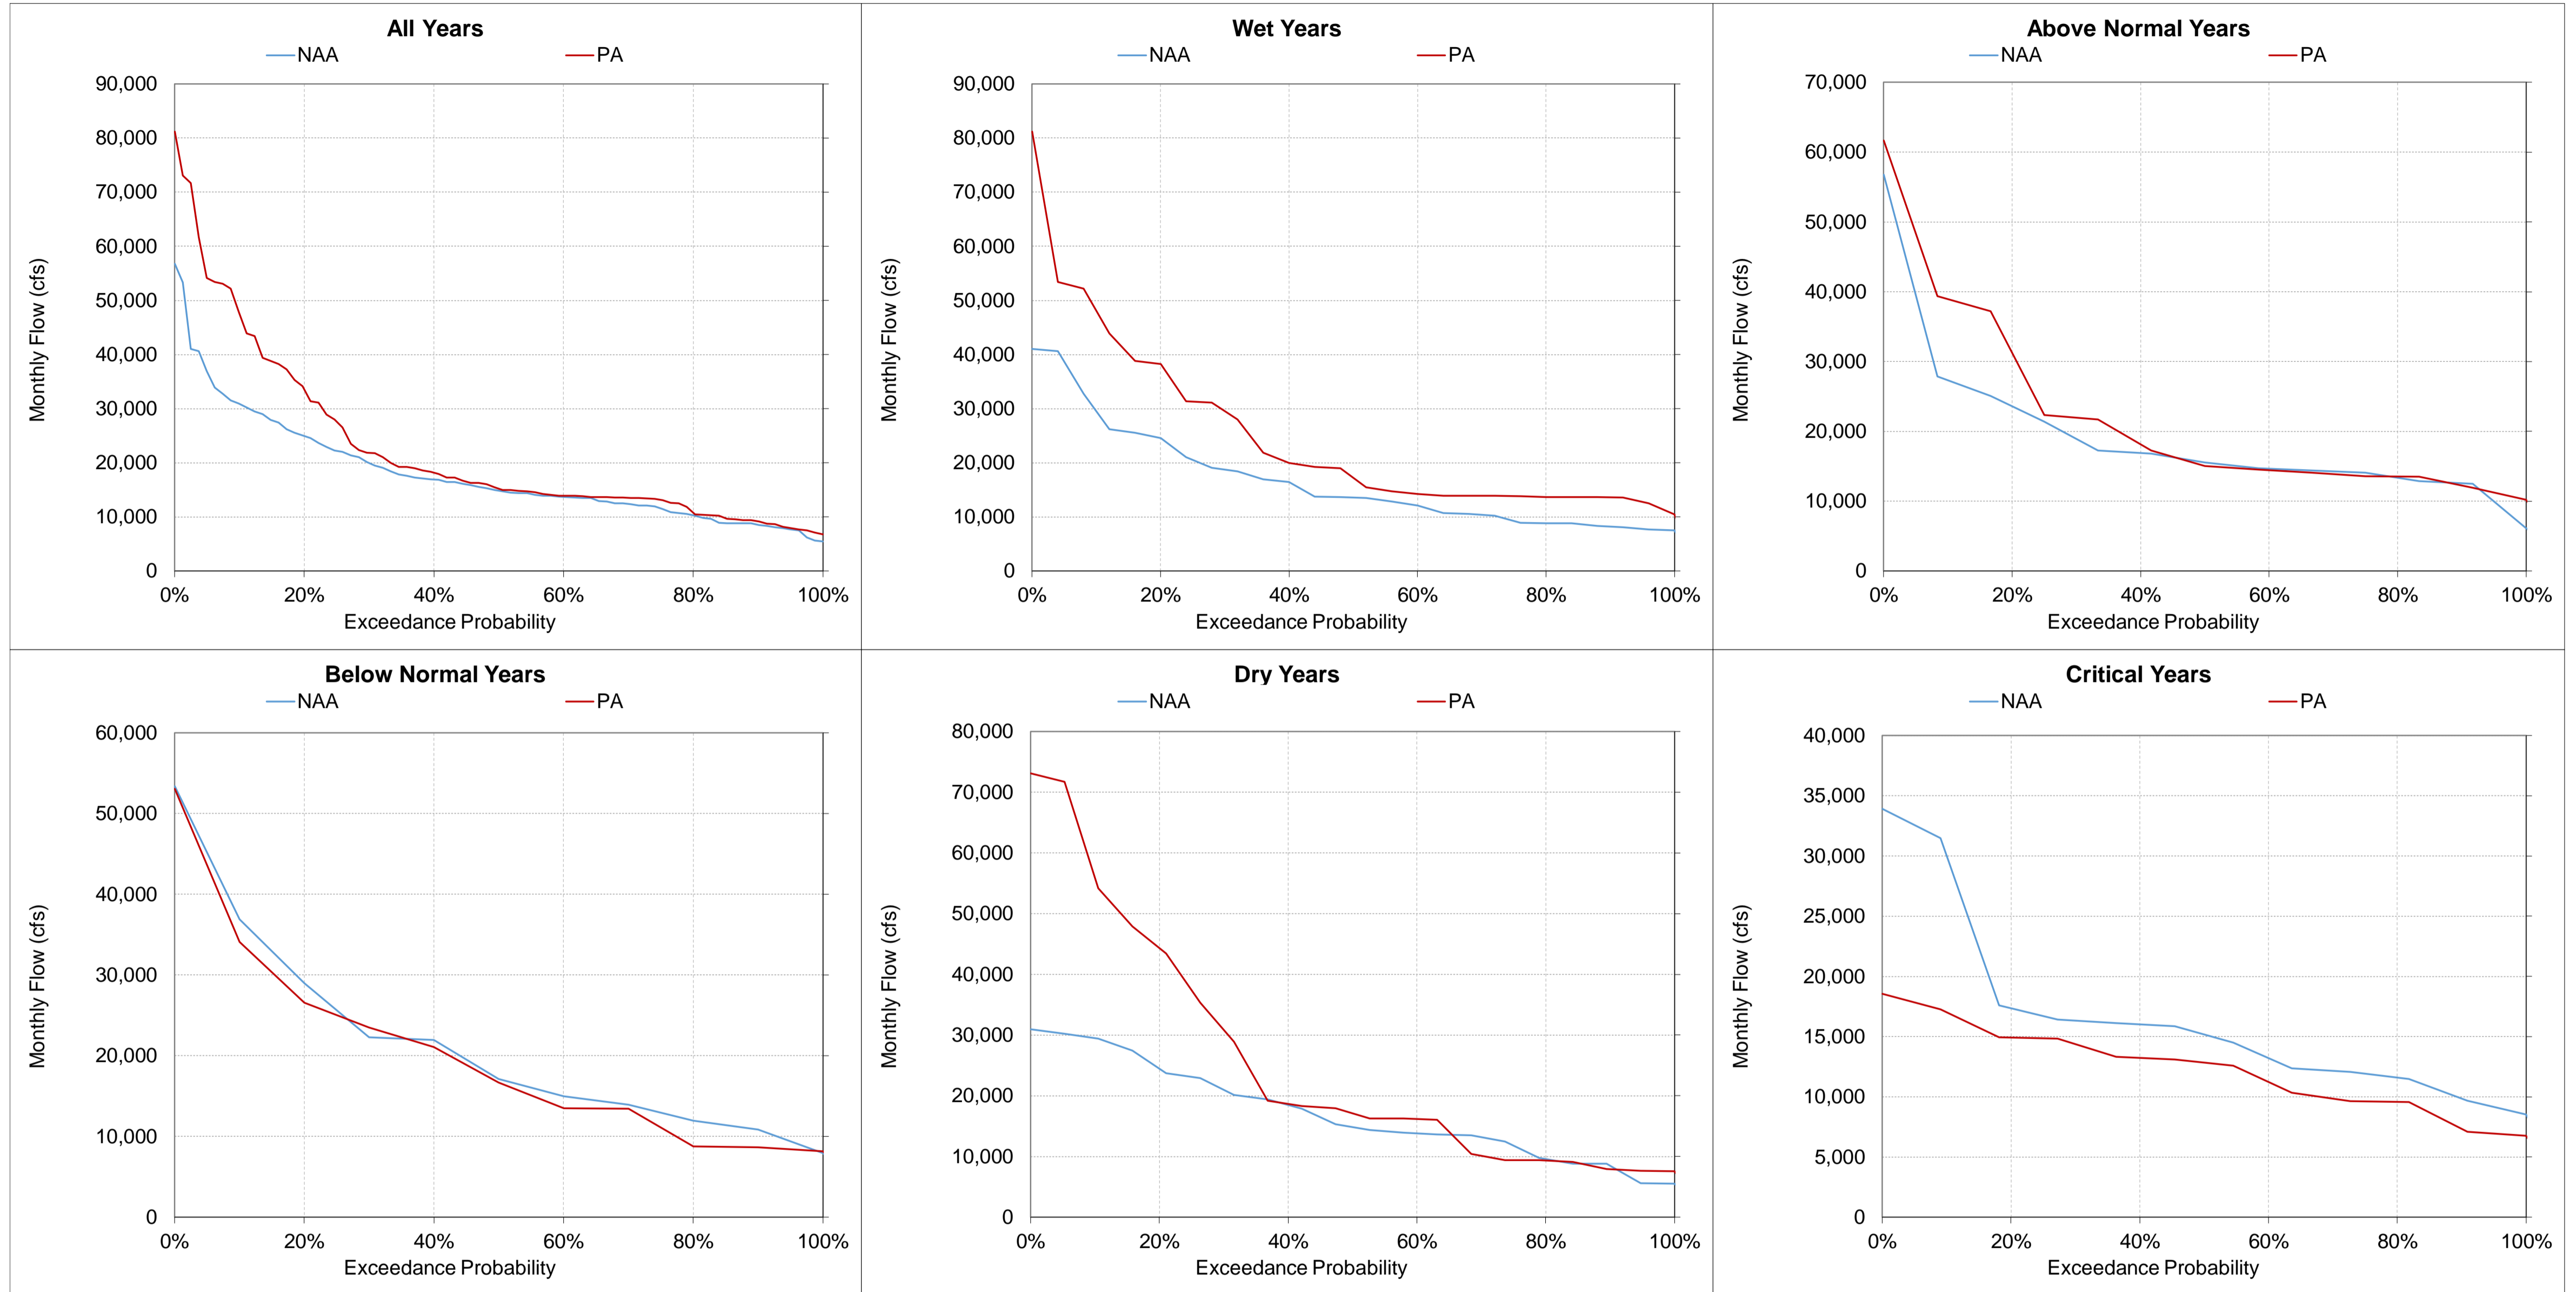 All Years
NAA PA
90,000
80,000
70,000
60,000
50,000
40,000
30,000
20,000
10,000
0
Monthly Flow (cfs)
0% 20% 40% 60% 80% 100%
Exceedance Probability
Wet Years
NAA PA
90,000
80,000
70,000
60,000
50,000
40,000
30,000
20,000
10,000
0
Monthly Flow (cfs)
0% 20% 40% 60% 80% 100%
Exceedance Probability
Above Normal Years
NAA PA
70,000
60,000
50,000
40,000
30,000
20,000
10,000
0
Monthly Flow (cfs)
0% 20% 40% 60% 80% 100%
Exceedance Probability
Below Normal Years
NAA PA
60,000
50,000
40,000
30,000
20,000
10,000
0
Monthly Flow (cfs)
0% 20% 40% 60% 80% 100%
Exceedance Probability
Dry Years
NAA PA
80,000
70,000
60,000
50,000
40,000
30,000
20,000
10,000
0
Monthly Flow (cfs)
0% 20% 40% 60% 80% 100%
Exceedance Probability
Critical Years
NAA PA
40,000
35,000
30,000
25,000
20,000
15,000
10,000
5,000
0
Monthly Flow (cfs)
0% 20% 40% 60% 80% 100%
Exceedance Probability